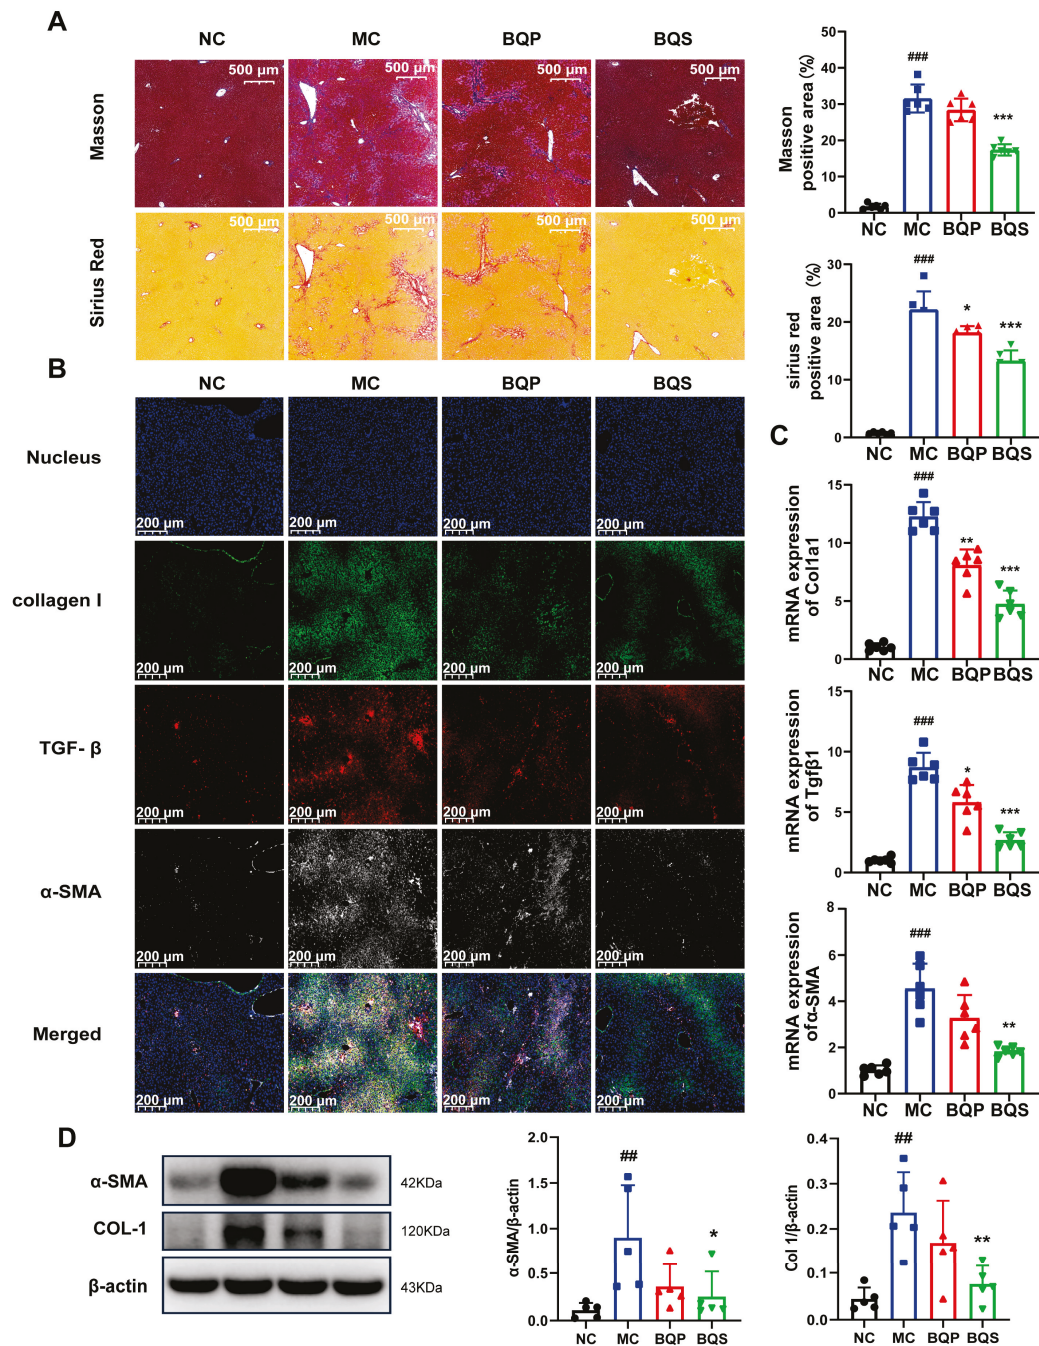 A
NC MC BQP BQS
Masson
500 µm 500 µm 500 µm 500 µm
Sirius Red
500 µm 500 µm 500 µm 500 µm
Masson
positive area (%)
50
40
30
20
10
0
###
***
NC MC BQP BQS
sirius red
positive area (%)
30
20
10
0
###
*
***
NC MC BQP BQS
B
NC MC BQP BQS
Nucleus
200 µm 200 µm 200 µm 200 µm
collagen I
200 µm 200 µm 200 µm 200 µm
TGF- β
200 µm 200 µm 200 µm 200 µm
α-SMA
200 µm 200 µm 200 µm 200 µm
Merged
200 µm 200 µm 200 µm 200 µm
C
mRNA expression
of Col1a1
15
10
5
0
###
**
***
NC MC BQP BQS
mRNA expression
of Tgfβ1
15
10
5
0
###
*
***
NC MC BQP BQS
mRNA expression
of α-SMA
8
6
4
2
0
###
**
NC MC BQP BQS
D
α-SMA 42KDa
COL-1 120KDa
β-actin 43KDa
α-SMA/β-actin
2.0
1.5
1.0
0.5
0.0
##
*
NC MC BQP BQS
Col 1/β-actin
0.4
0.3
0.2
0.1
0.0
##
**
NC MC BQP BQS